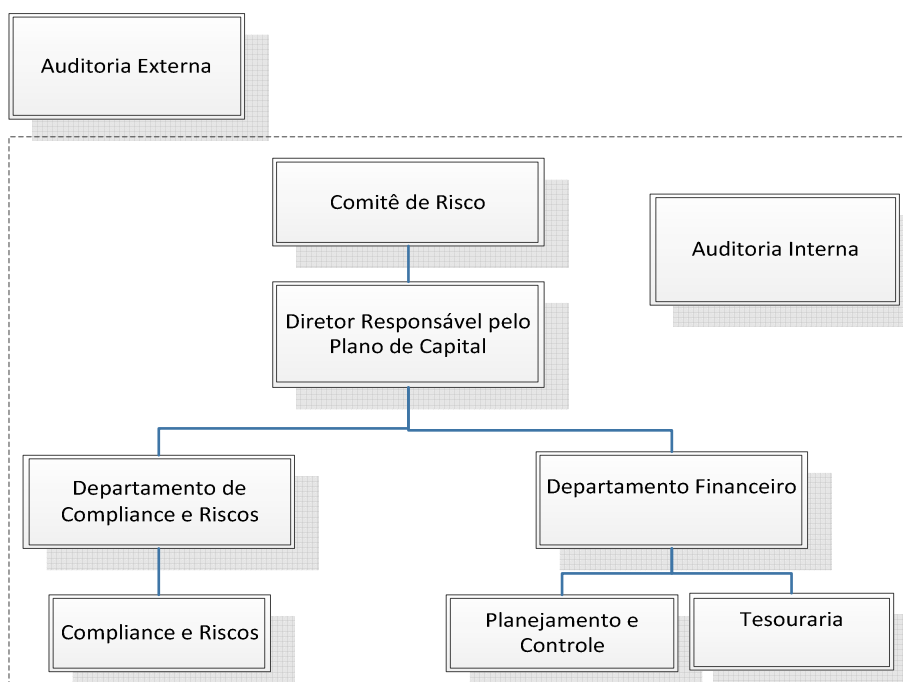 Auditoria Externa
Comitê de Risco
Auditoria Interna
Diretor Responsável pelo
Plano de Capital
Departamento de
Compliance e Riscos
Departamento Financeiro
Compliance e Riscos
Planejamento e
Controle
Tesouraria